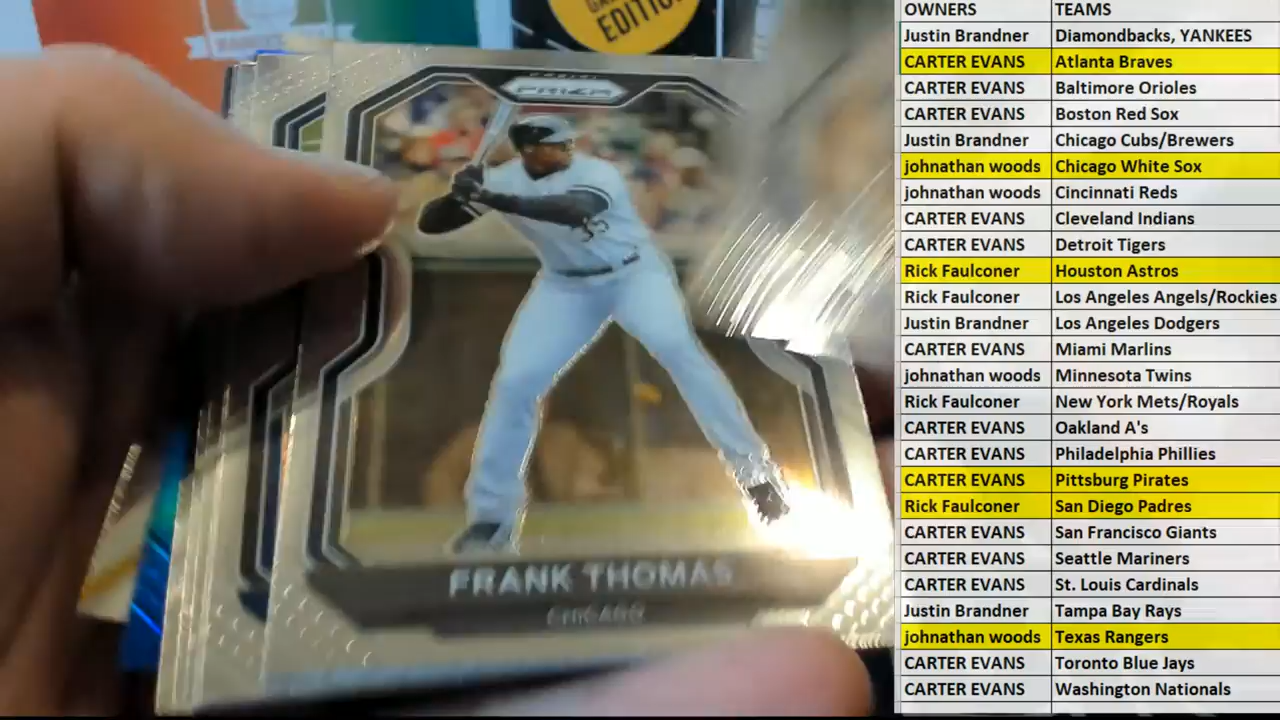 EDITION
PANINI
PRIZM
35
FRANK THOMAS
CHICAGO
OWNERS TEAMS
Justin Brandner Diamondbacks, YANKEES
CARTER EVANS Atlanta Braves
CARTER EVANS Baltimore Orioles
CARTER EVANS Boston Red Sox
Justin Brandner Chicago Cubs/Brewers
johnathan woods Chicago White Sox
johnathan woods Cincinnati Reds
CARTER EVANS Cleveland Indians
CARTER EVANS Detroit Tigers
Rick Faulconer Houston Astros
Rick Faulconer Los Angeles Angels/Rockies
Justin Brandner Los Angeles Dodgers
CARTER EVANS Miami Marlins
johnathan woods Minnesota Twins
Rick Faulconer New York Mets/Royals
CARTER EVANS Oakland A's
CARTER EVANS Philadelphia Phillies
CARTER EVANS Pittsburg Pirates
Rick Faulconer San Diego Padres
CARTER EVANS San Francisco Giants
CARTER EVANS Seattle Mariners
CARTER EVANS St. Louis Cardinals
Justin Brandner Tampa Bay Rays
johnathan woods Texas Rangers
CARTER EVANS Toronto Blue Jays
CARTER EVANS Washington Nationals